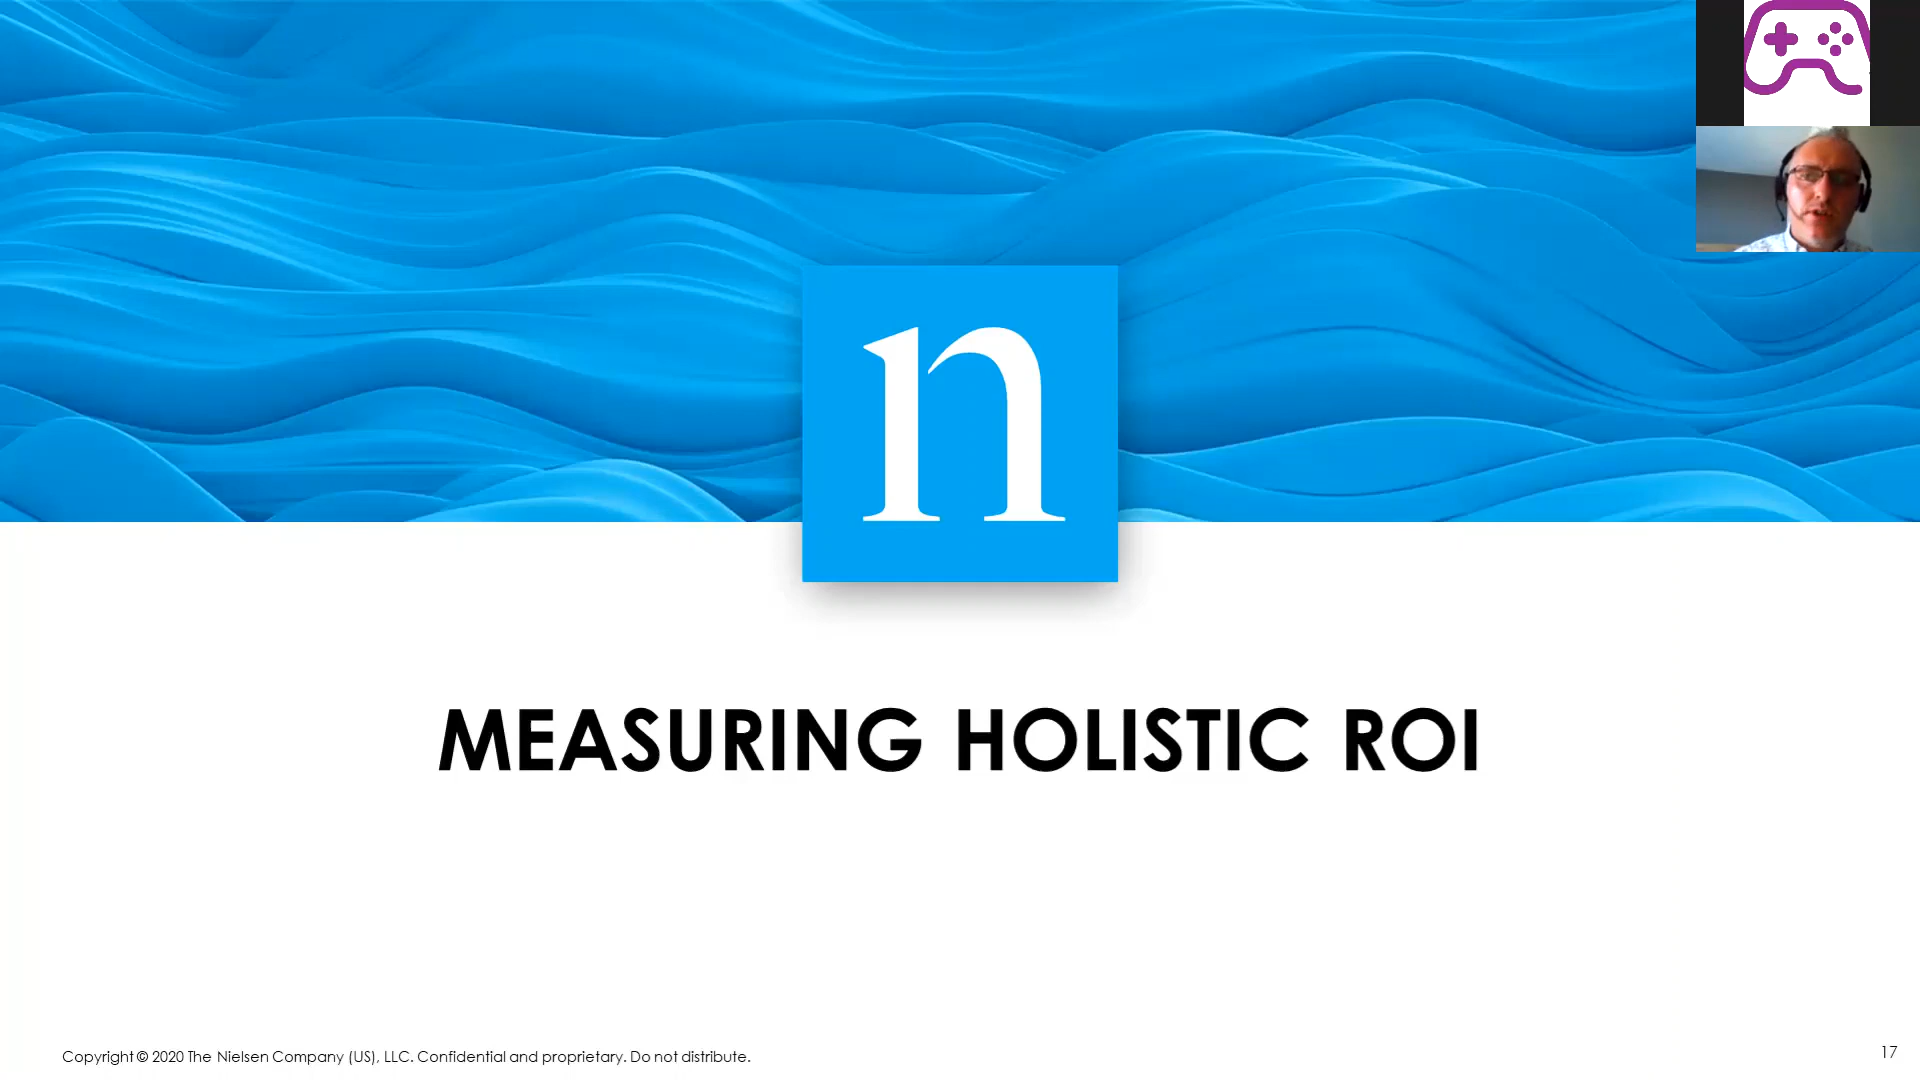 n
MEASURING HOLISTIC ROI
Copyright © 2020 The Nielsen Company (US), LLC. Confidential and proprietary. Do not distribute.
17